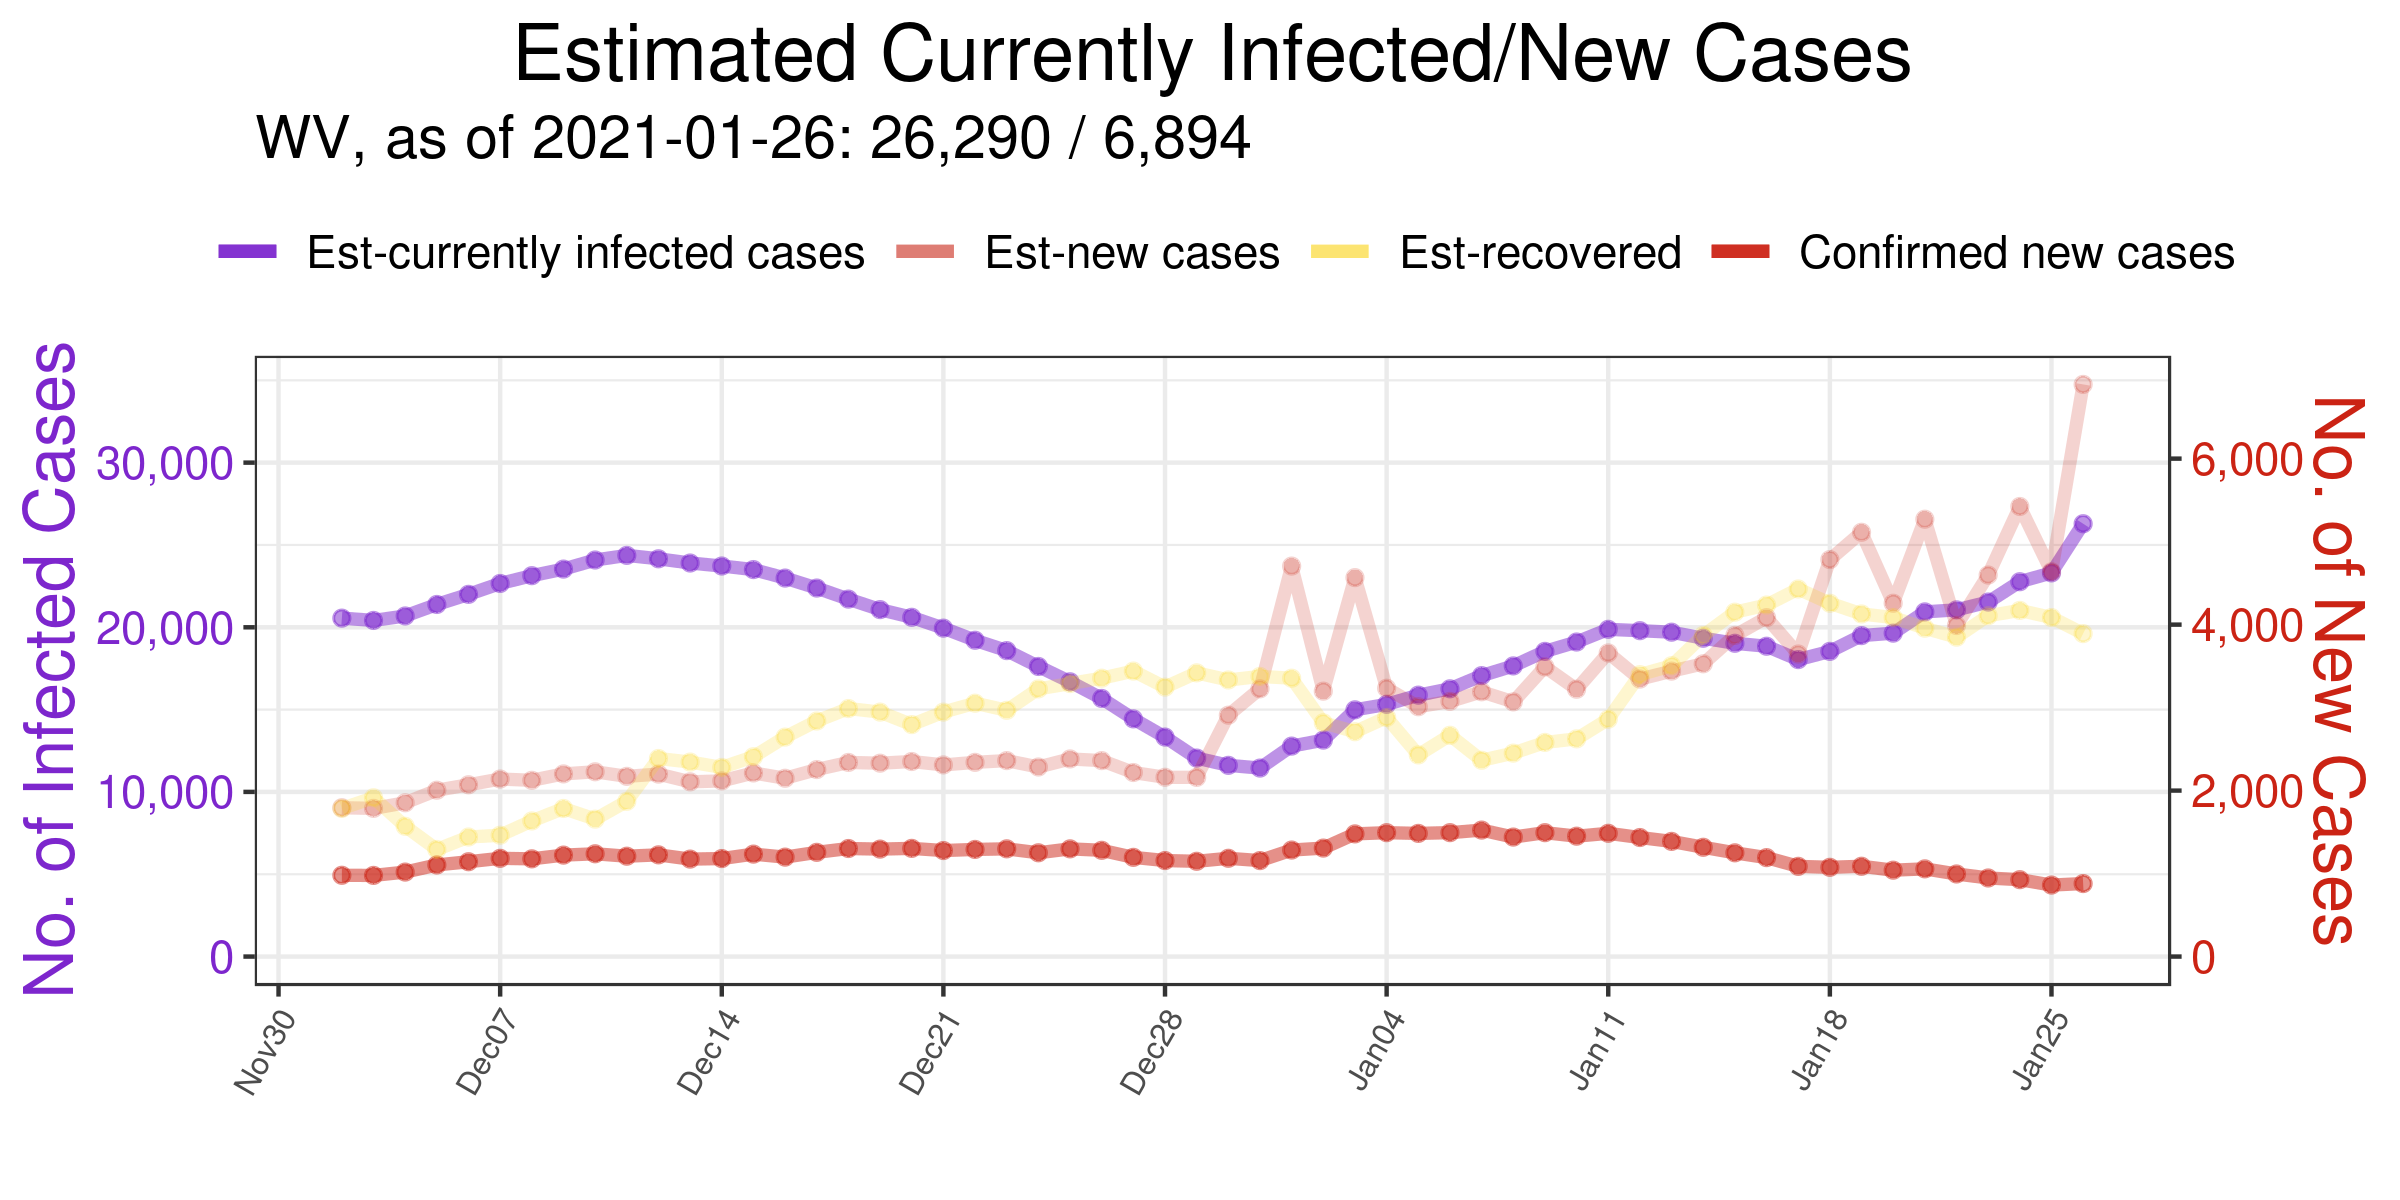 Estimated Currently Infected/New Cases
WV, as of 2021-01-26: 26,290 / 6,894
Est-currently infected cases Est-new cases Est-recovered Confirmed new cases
No. of Infected Cases
30,000
20,000
10,000
0
6,000
4,000
2,000
0
No. of New Cases
Nov30 Dec07 Dec14 Dec21 Dec28 Jan04 Jan11 Jan18 Jan25